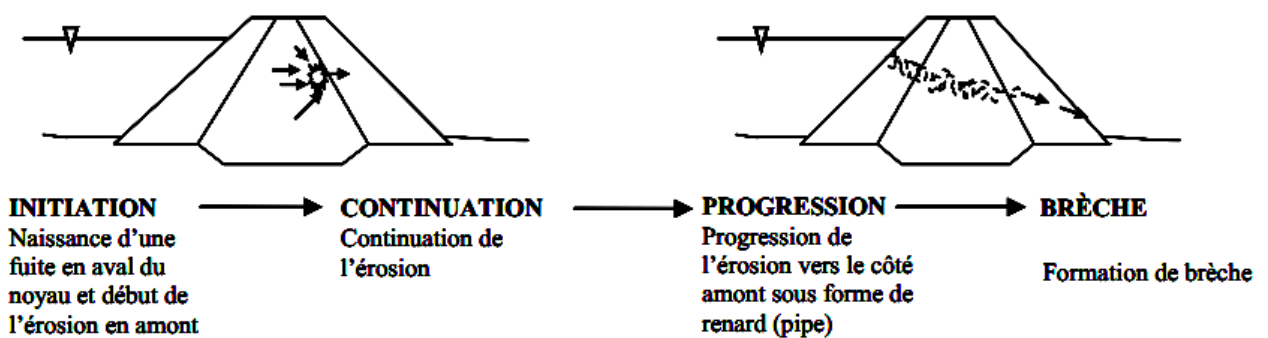 INITIATION
Naissance d’une
fuite en aval du
noyau et début de
l’érosion en amont
CONTINUATION
Continuation de
l’érosion
PROGRESSION
Progression de
l’érosion vers le côté
amont sous forme de
renard (pipe)
BRÈCHE
Formation de brèche